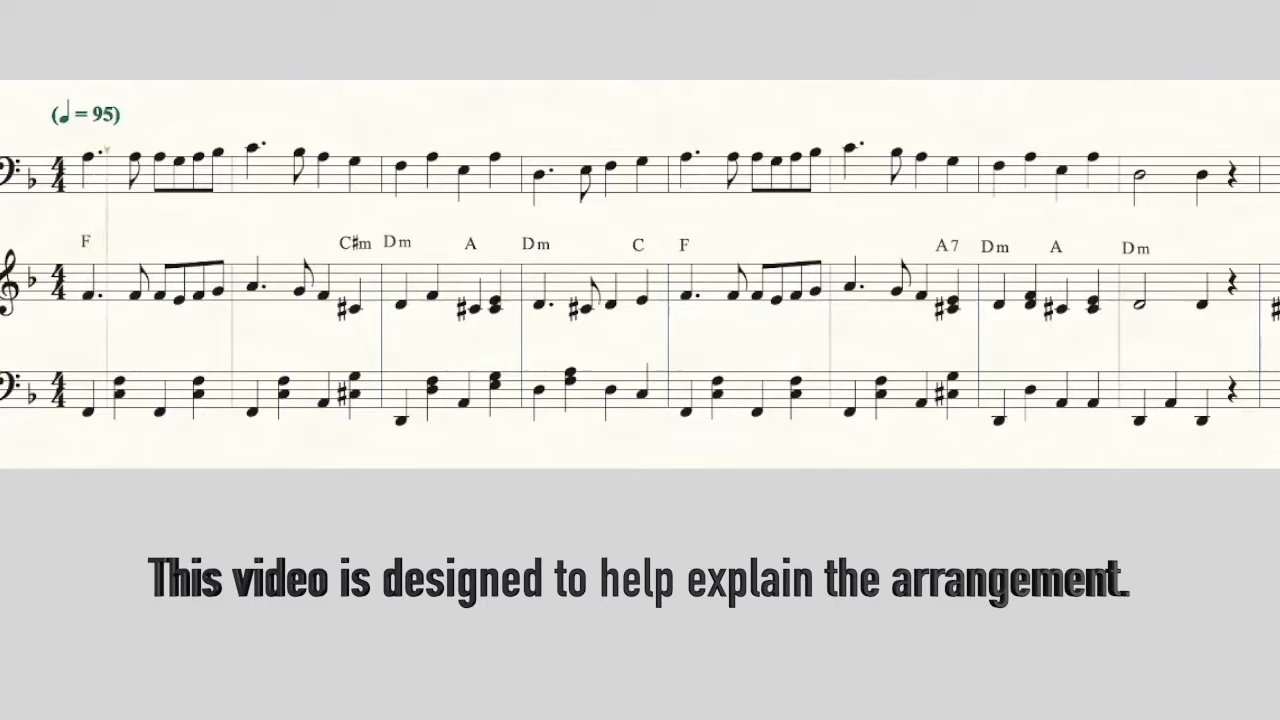 (♩ = 95)
F C#m Dm A Dm C F A7 Dm A Dm
This video is designed to help explain the arrangement.